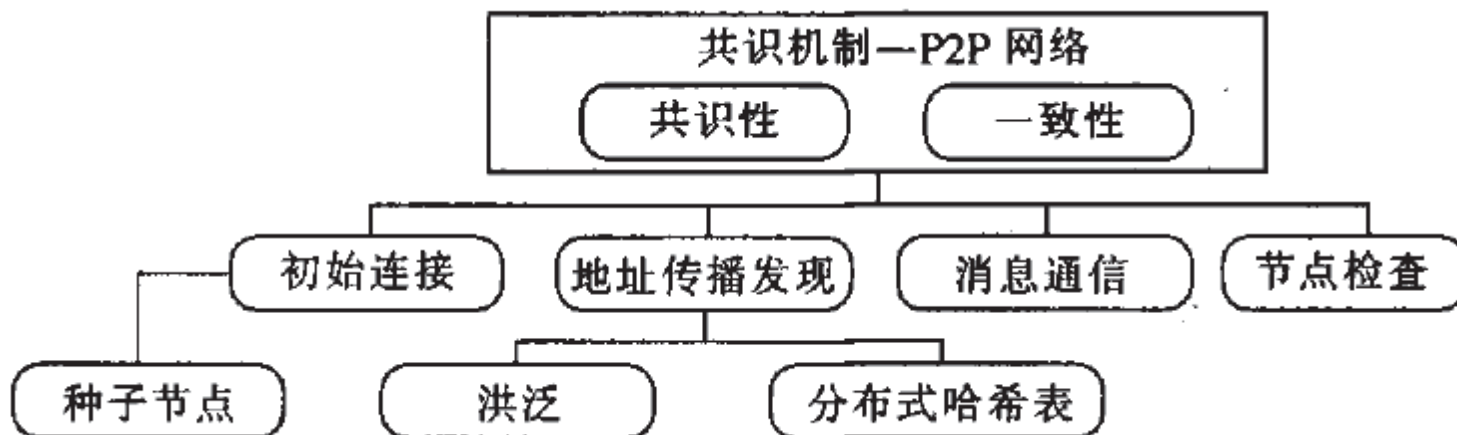 共识机制—P2P 网络
共识性 一致性
初始连接 地址传播发现 消息通信 节点检查
种子节点 洪泛 分布式哈希表